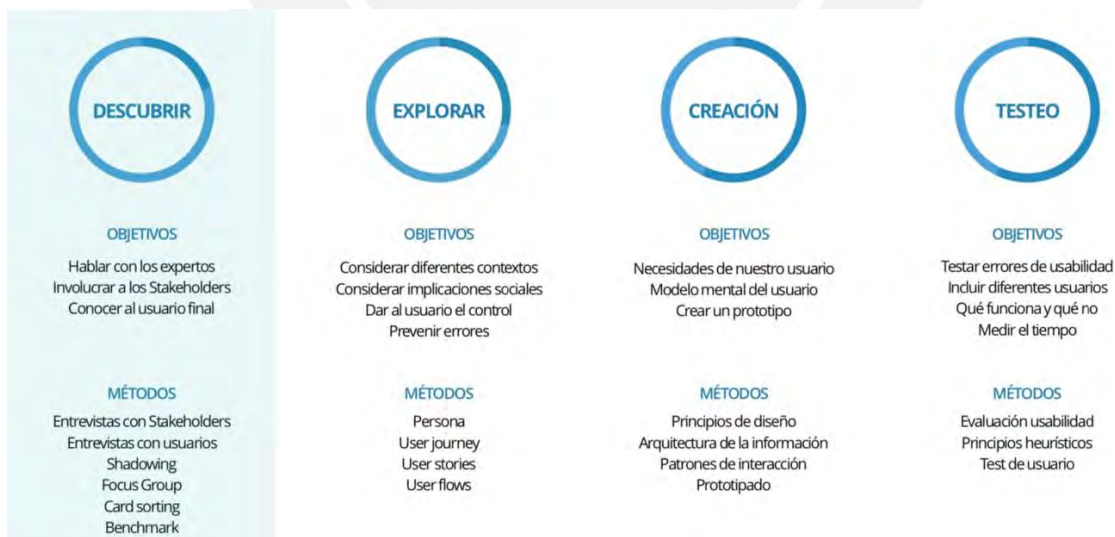 DESCUBRIR
OBJETIVOS
Hablar con los expertos
Involucrar a los Stakeholders
Conocer al usuario final
MÉTODOS
Entrevistas con Stakeholders
Entrevistas con usuarios
Shadowing
Focus Group
Card sorting
Benchmark
EXPLORAR
OBJETIVOS
Considerar diferentes contextos
Considerar implicaciones sociales
Dar al usuario el control
Prevenir errores
MÉTODOS
Persona
User journey
User stories
User flows
CREACIÓN
OBJETIVOS
Necesidades de nuestro usuario
Modelo mental del usuario
Crear un prototipo
MÉTODOS
Principios de diseño
Arquitectura de la información
Patrones de interacción
Prototipado
TESTEO
OBJETIVOS
Testar errores de usabilidad
Incluir diferentes usuarios
Qué funciona y qué no
Medir el tiempo
MÉTODOS
Evaluación usabilidad
Principios heurísticos
Test de usuario